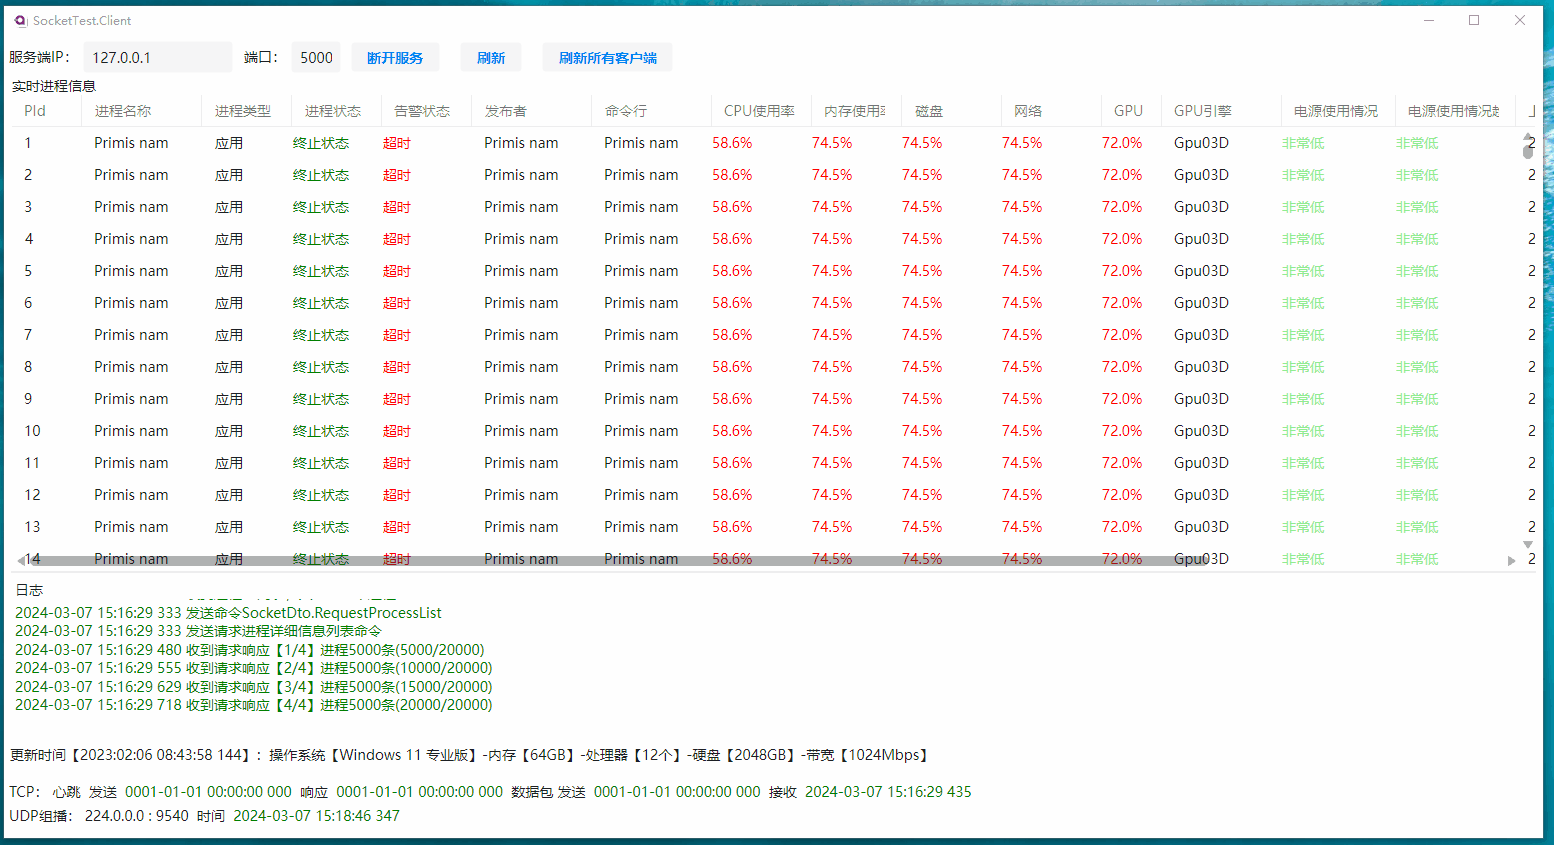 SocketTest.Client
服务端IP： 127.0.0.1 端口： 5000 断开服务 刷新 刷新所有客户端
实时进程信息
PId 进程名称 进程类型 进程状态 告警状态 发布者 命令行 CPU使用率 内存使用 磁盘 网络 GPU GPU引擎 电源使用情况 电源使用情况
1 Primis nam 应用 终止状态 超时 Primis nam Primis nam 58.6% 74.5% 74.5% 74.5% 72.0% Gpu03D 非常低 非常低 2
2 Primis nam 应用 终止状态 超时 Primis nam Primis nam 58.6% 74.5% 74.5% 74.5% 72.0% Gpu03D 非常低 非常低 2
3 Primis nam 应用 终止状态 超时 Primis nam Primis nam 58.6% 74.5% 74.5% 74.5% 72.0% Gpu03D 非常低 非常低 2
4 Primis nam 应用 终止状态 超时 Primis nam Primis nam 58.6% 74.5% 74.5% 74.5% 72.0% Gpu03D 非常低 非常低 2
5 Primis nam 应用 终止状态 超时 Primis nam Primis nam 58.6% 74.5% 74.5% 74.5% 72.0% Gpu03D 非常低 非常低 2
6 Primis nam 应用 终止状态 超时 Primis nam Primis nam 58.6% 74.5% 74.5% 74.5% 72.0% Gpu03D 非常低 非常低 2
7 Primis nam 应用 终止状态 超时 Primis nam Primis nam 58.6% 74.5% 74.5% 74.5% 72.0% Gpu03D 非常低 非常低 2
8 Primis nam 应用 终止状态 超时 Primis nam Primis nam 58.6% 74.5% 74.5% 74.5% 72.0% Gpu03D 非常低 非常低 2
9 Primis nam 应用 终止状态 超时 Primis nam Primis nam 58.6% 74.5% 74.5% 74.5% 72.0% Gpu03D 非常低 非常低 2
10 Primis nam 应用 终止状态 超时 Primis nam Primis nam 58.6% 74.5% 74.5% 74.5% 72.0% Gpu03D 非常低 非常低 2
11 Primis nam 应用 终止状态 超时 Primis nam Primis nam 58.6% 74.5% 74.5% 74.5% 72.0% Gpu03D 非常低 非常低 2
12 Primis nam 应用 终止状态 超时 Primis nam Primis nam 58.6% 74.5% 74.5% 74.5% 72.0% Gpu03D 非常低 非常低 2
13 Primis nam 应用 终止状态 超时 Primis nam Primis nam 58.6% 74.5% 74.5% 74.5% 72.0% Gpu03D 非常低 非常低 2
14 Primis nam 应用 终止状态 超时 Primis nam Primis nam 58.6% 74.5% 74.5% 74.5% 72.0% Gpu03D 非常低 非常低 2
日志
2024-03-07 15:16:29 333 发送命令SocketDto.RequestProcessList
2024-03-07 15:16:29 333 发送请求进程详细信息列表命令
2024-03-07 15:16:29 480 收到请求响应【1/4】进程5000条(5000/20000)
2024-03-07 15:16:29 555 收到请求响应【2/4】进程5000条(10000/20000)
2024-03-07 15:16:29 629 收到请求响应【3/4】进程5000条(15000/20000)
2024-03-07 15:16:29 718 收到请求响应【4/4】进程5000条(20000/20000)
更新时间【2023:02:06 08:43:58 144】：操作系统【Windows 11 专业版】-内存【64GB】-处理器【12个】-硬盘【2048GB】-带宽【1024Mbps】
TCP： 心跳 发送 0001-01-01 00:00:00 000 响应 0001-01-01 00:00:00 000 数据包 发送 0001-01-01 00:00:00 000 接收 2024-03-07 15:16:29 435
UDP组播： 224.0.0.0 : 9540 时间 2024-03-07 15:18:46 347